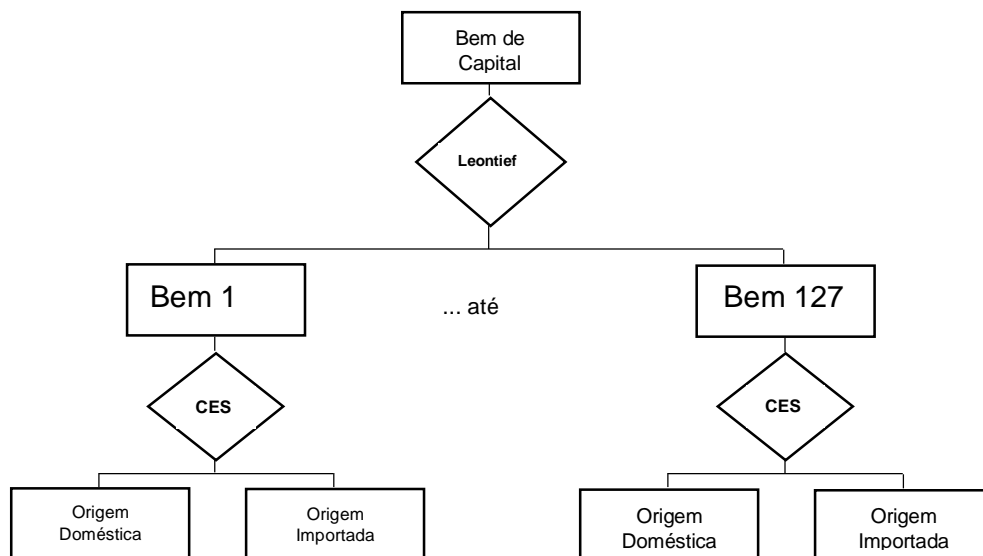 Bem de
Capital
Leontief
Bem 1
... até
Bem 127
CES
CES
Origem
Doméstica
Origem
Importada
Origem
Doméstica
Origem
Importada